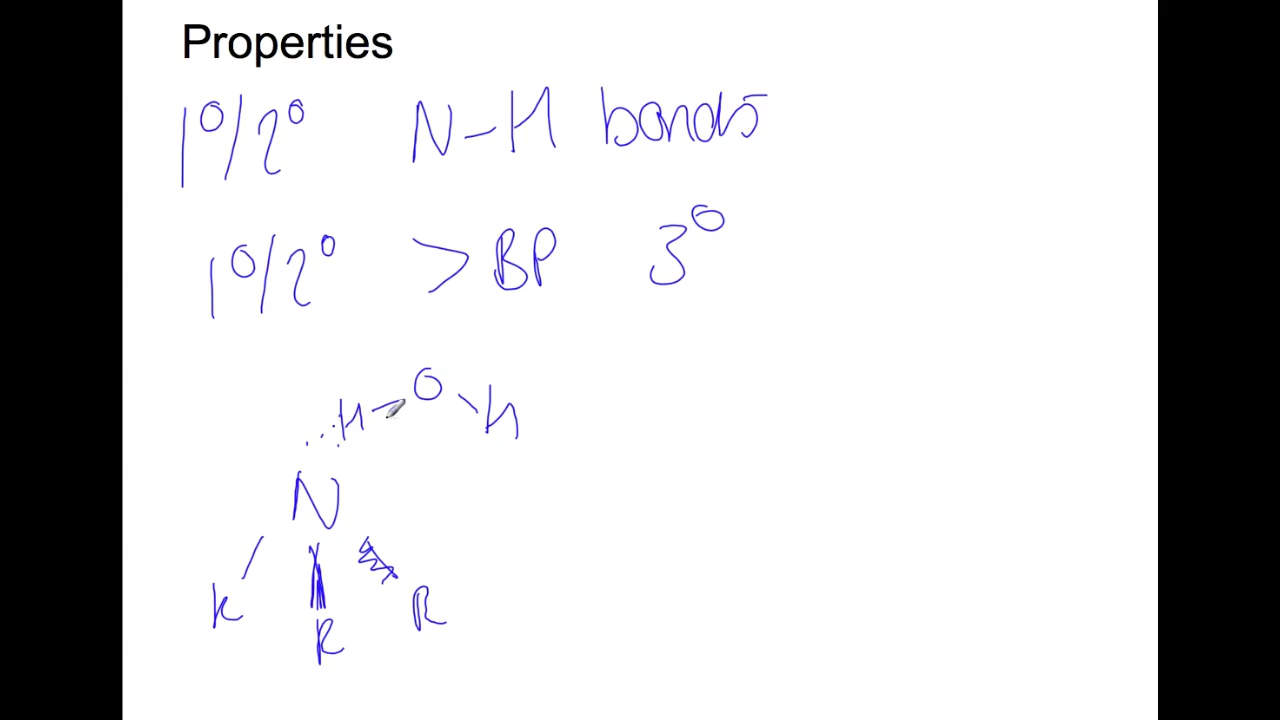 Properties
1°/2° N-H bonds
1°/2° > BP 3°
H-O-H
N
R R R